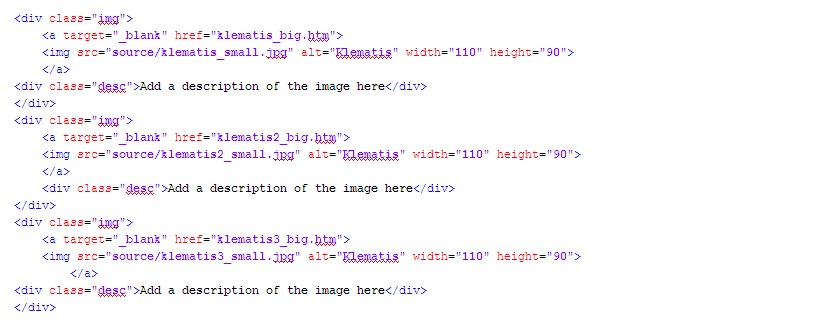 <div class="img">
<a target="_blank" href="klematis_big.htm">
<img src="source/klematis_small.jpg" alt="Klematis" width="110" height="90">
</a>
<div class="desc">Add a description of the image here</div>
</div>
<div class="img">
<a target="_blank" href="klematis2_big.htm">
<img src="source/klematis2_small.jpg" alt="Klematis" width="110" height="90">
</a>
<div class="desc">Add a description of the image here</div>
</div>
<div class="img">
<a target="_blank" href="klematis3_big.htm">
<img src="source/klematis3_small.jpg" alt="Klematis" width="110" height="90">
</a>
<div class="desc">Add a description of the image here</div>
</div>